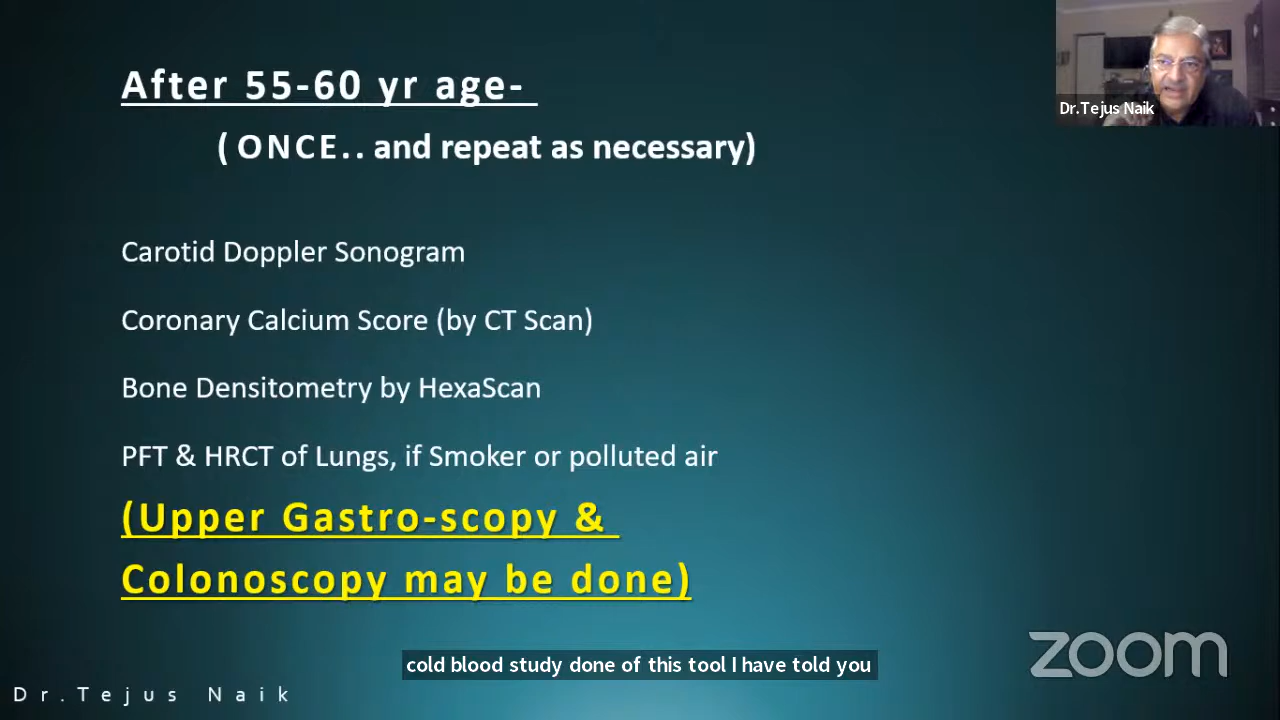 After 55-60 yr age-
( ONCE.. and repeat as necessary)
Carotid Doppler Sonogram
Coronary Calcium Score (by CT Scan)
Bone Densitometry by HexaScan
PFT & HRCT of Lungs, if Smoker or polluted air
(Upper Gastro-scopy &
Colonoscopy may be done)
Dr.Tejus Naik
cold blood study done of this tool I have told you
zoom
Dr.Tejus Naik